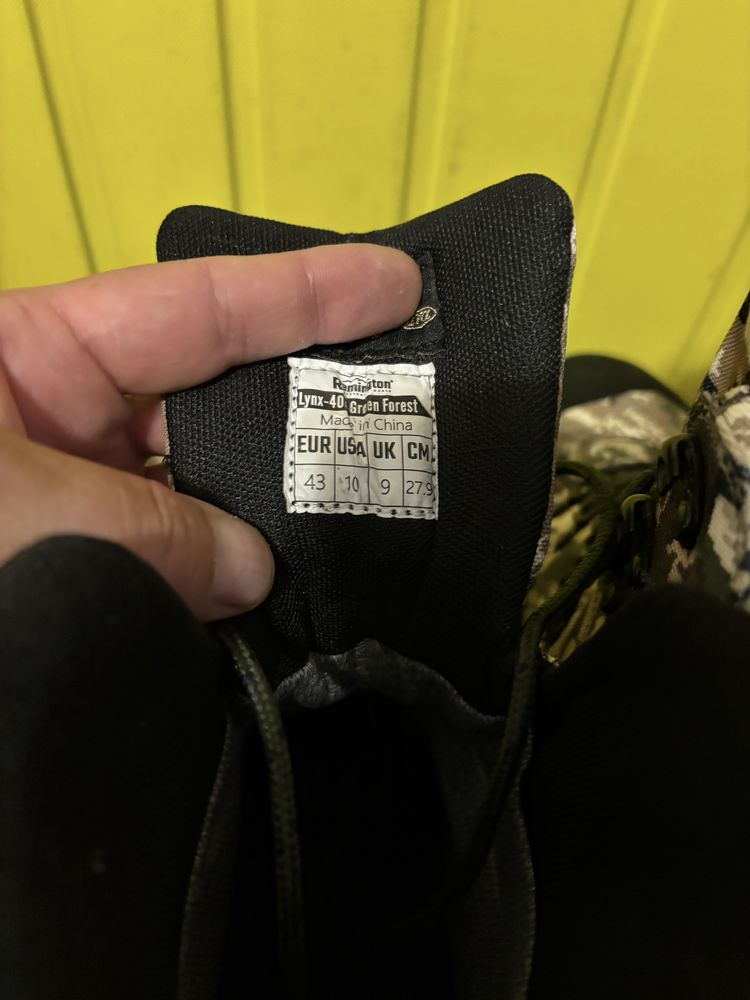 Remington
Lynx-40 Green Forest
Made in China
EUR USA UK CM
43 10 9 27.9